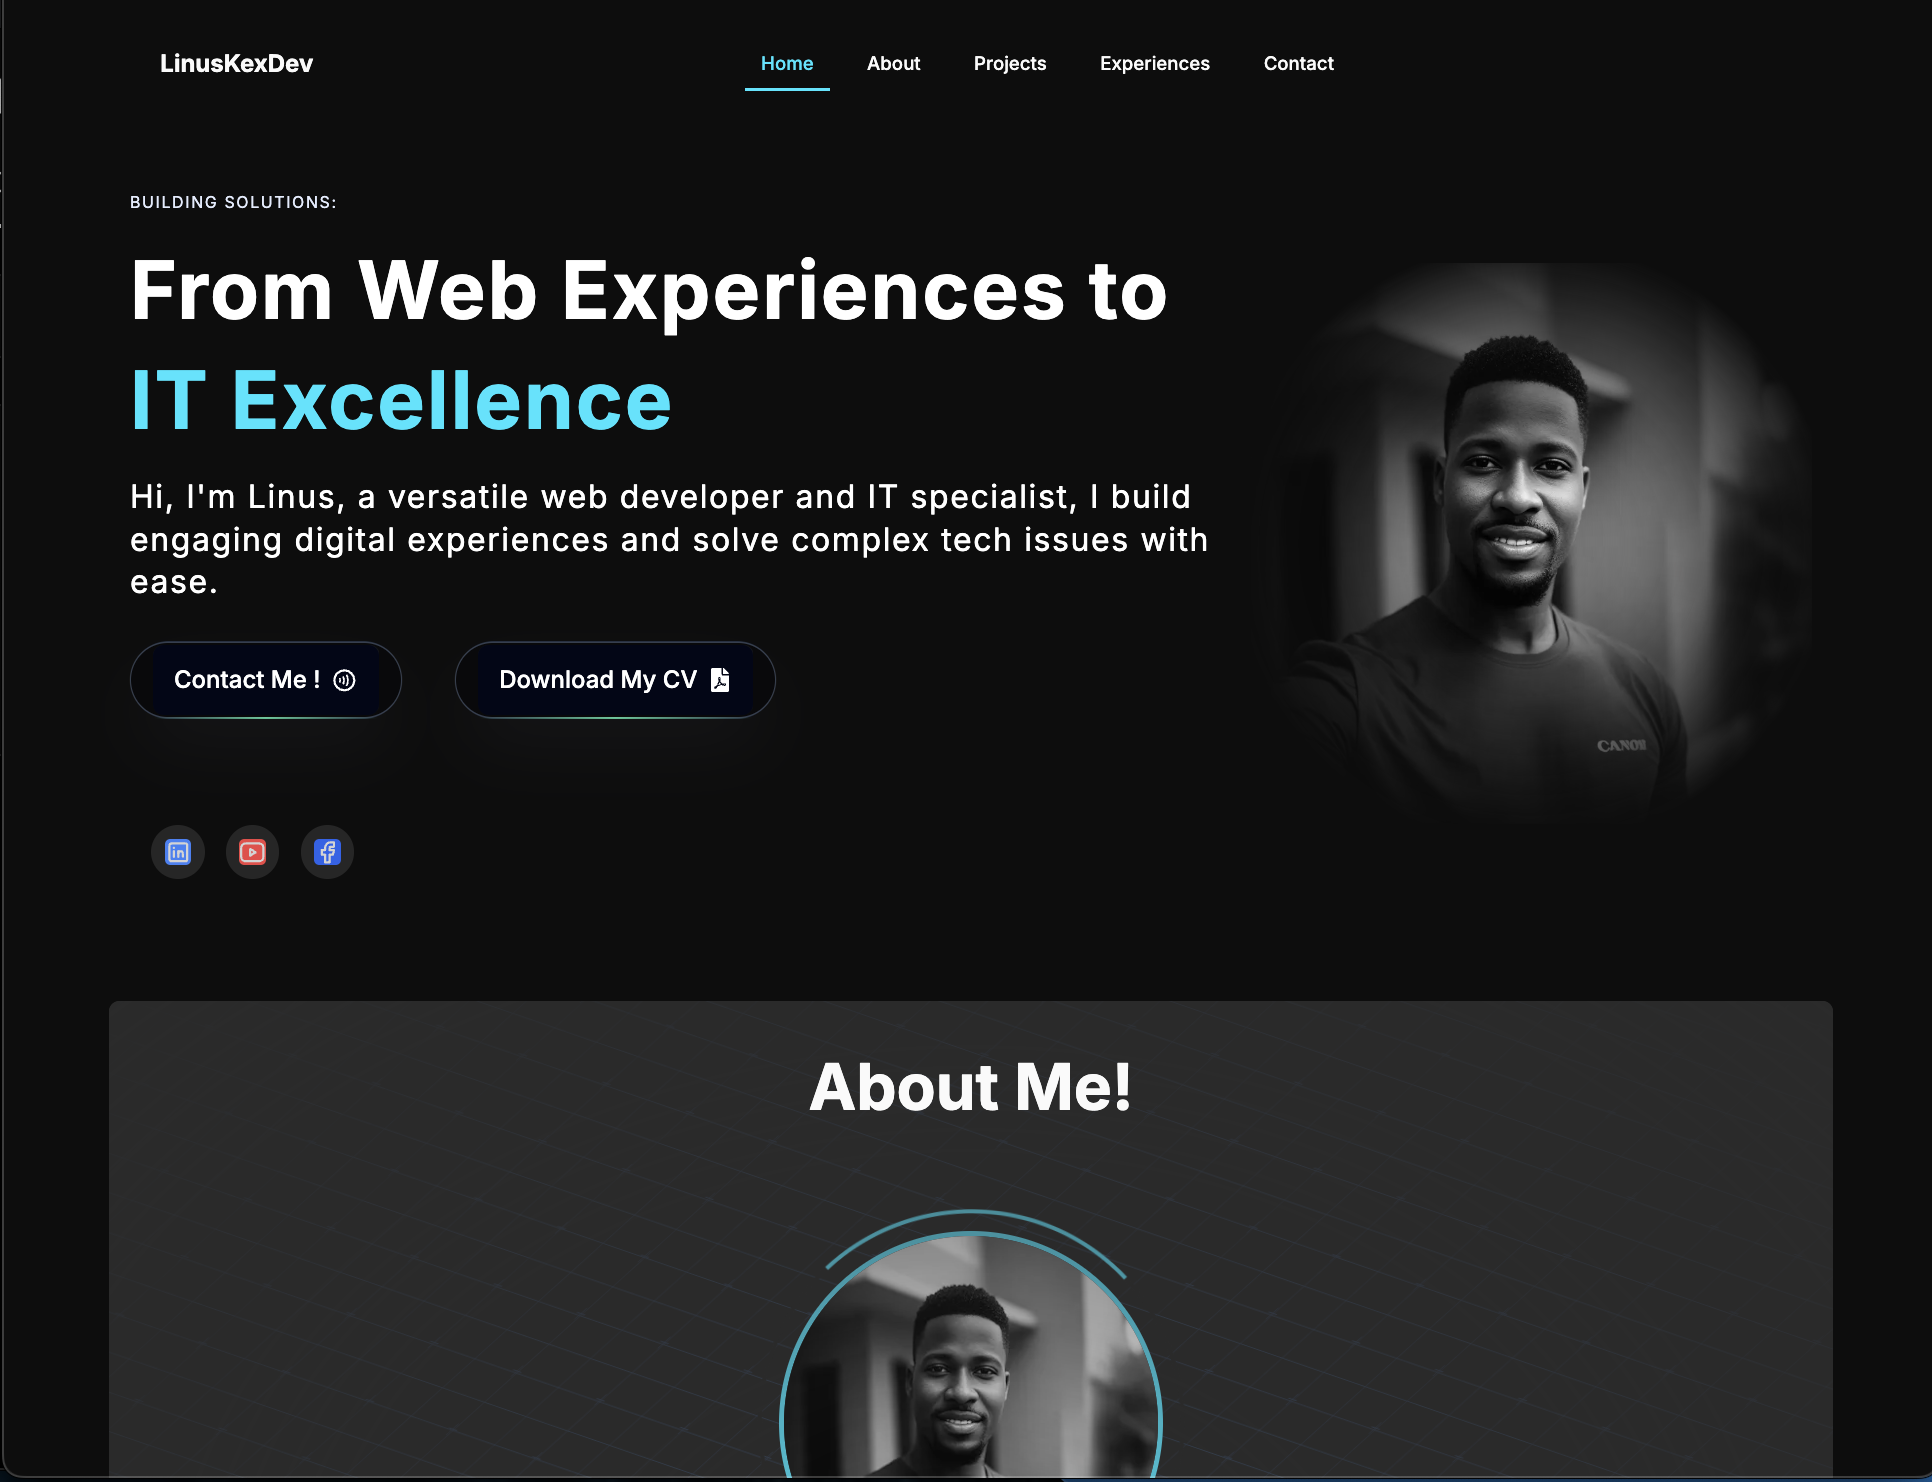 LinusKexDev
Home About Projects Experiences Contact
BUILDING SOLUTIONS:
From Web Experiences to
IT Excellence
Hi, I'm Linus, a versatile web developer and IT specialist, I build
engaging digital experiences and solve complex tech issues with
ease.
Contact Me !
Download My CV
in
CANON
About Me!